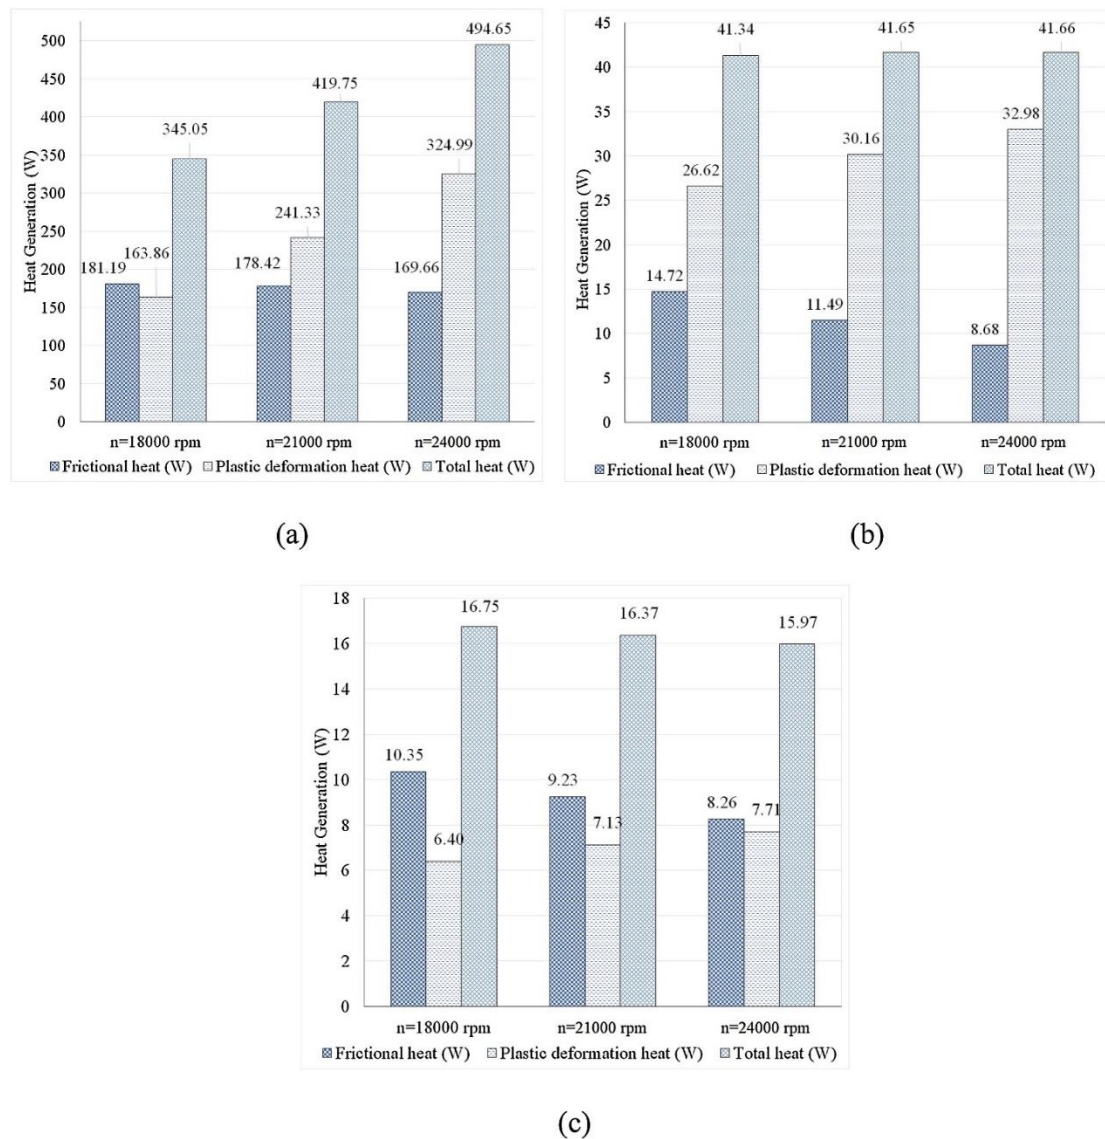 494.65
500
419.75
450
400
345.05
324.99
350
300
241.33
250
181.19
163.86
178.42
169.66
200
150
100
50
0
Heat Generation (W)
n=18000 rpm
n=21000 rpm
n=24000 rpm
Frictional heat (W)
Plastic deformation heat (W)
Total heat (W)
(a)
45
41.34
41.65
41.66
40
35
32.98
30.16
30
26.62
25
20
14.72
15
11.49
10
8.68
5
0
Heat Generation (W)
n=18000 rpm
n=21000 rpm
n=24000 rpm
Frictional heat (W)
Plastic deformation heat (W)
Total heat (W)
(b)
18
16.75
16.37
15.97
16
14
12
10.35
10
9.23
8.26
7.71
8
7.13
6.40
6
4
2
0
Heat Generation (W)
n=18000 rpm
n=21000 rpm
n=24000 rpm
Frictional heat (W)
Plastic deformation heat (W)
Total heat (W)
(c)